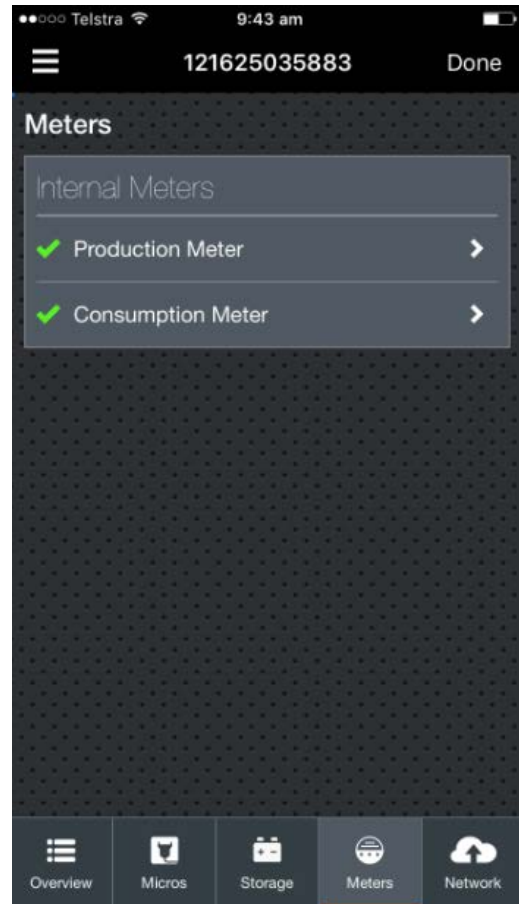 Telstra 9:43 am
121625035883 Done
Meters
Internal Meters
Production Meter
Consumption Meter
Overview Micros Storage Meters Network